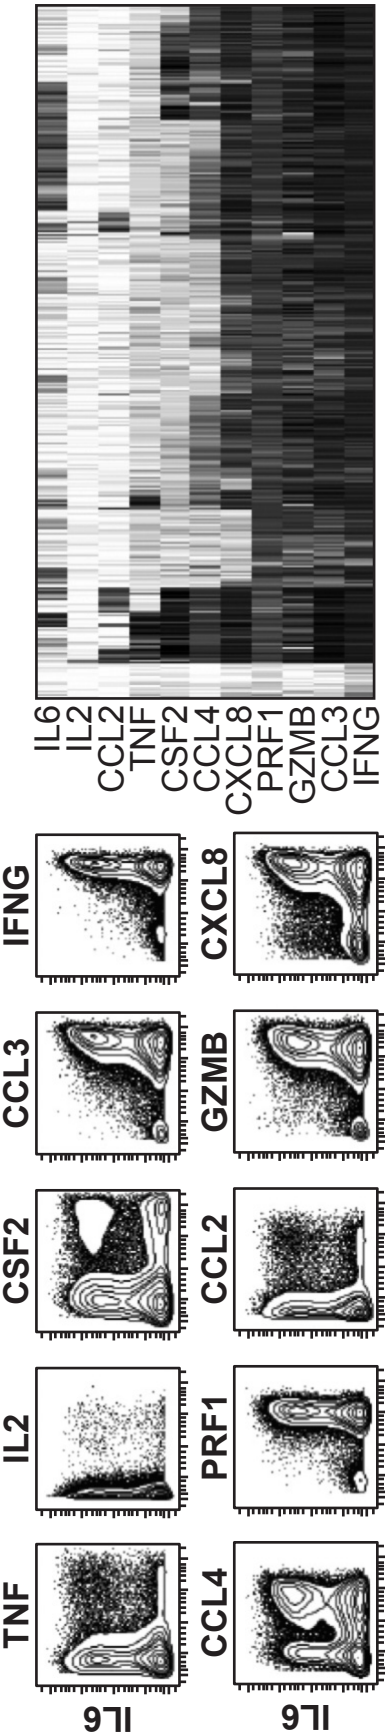 IL6
IL2
CCL2
TNF
CSF2
CCL4
CXCL8
PRF1
GZMB
CCL3
IFNG
IFNG
CXCL8
CCL3
GZMB
CSF2
CCL2
IL2
PRF1
TNF
CCL4
IL6
IL6